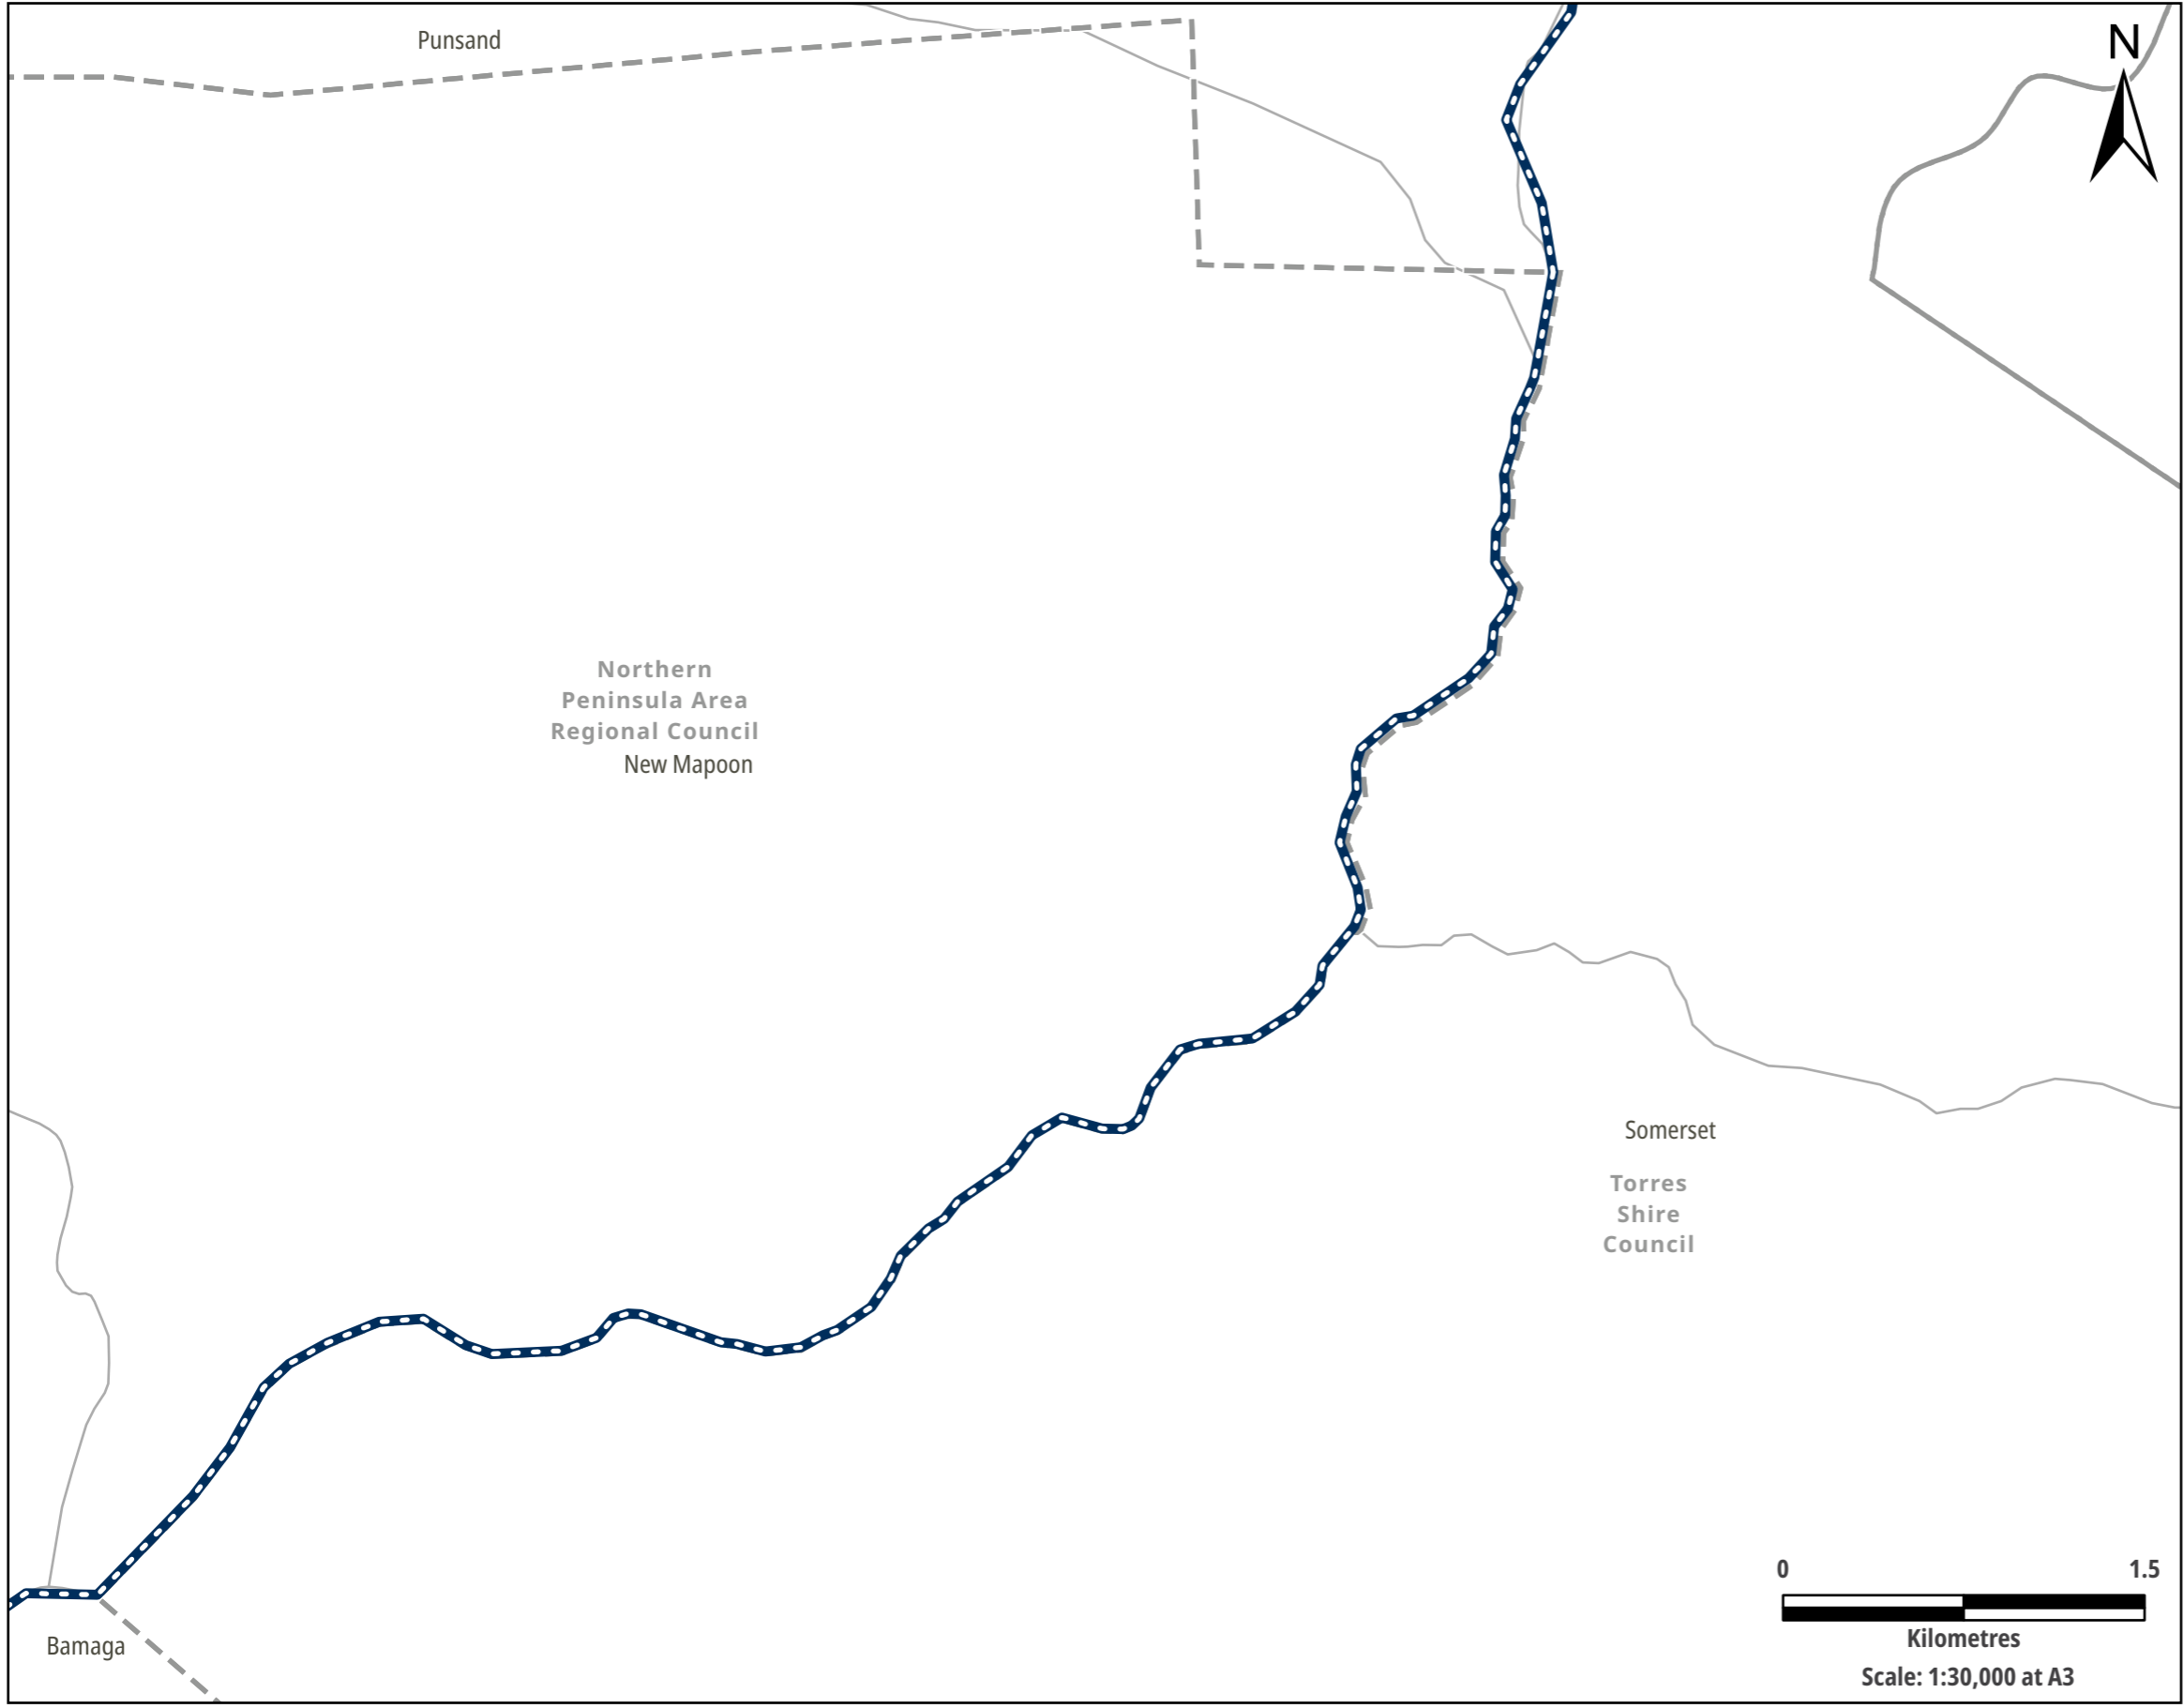 Punsand
N
Northern
Peninsula Area
Regional Council
New Mapoon
Somerset
Torres
Shire
Council
0 1.5
Kilometres
Scale: 1:30,000 at A3
Bamaga